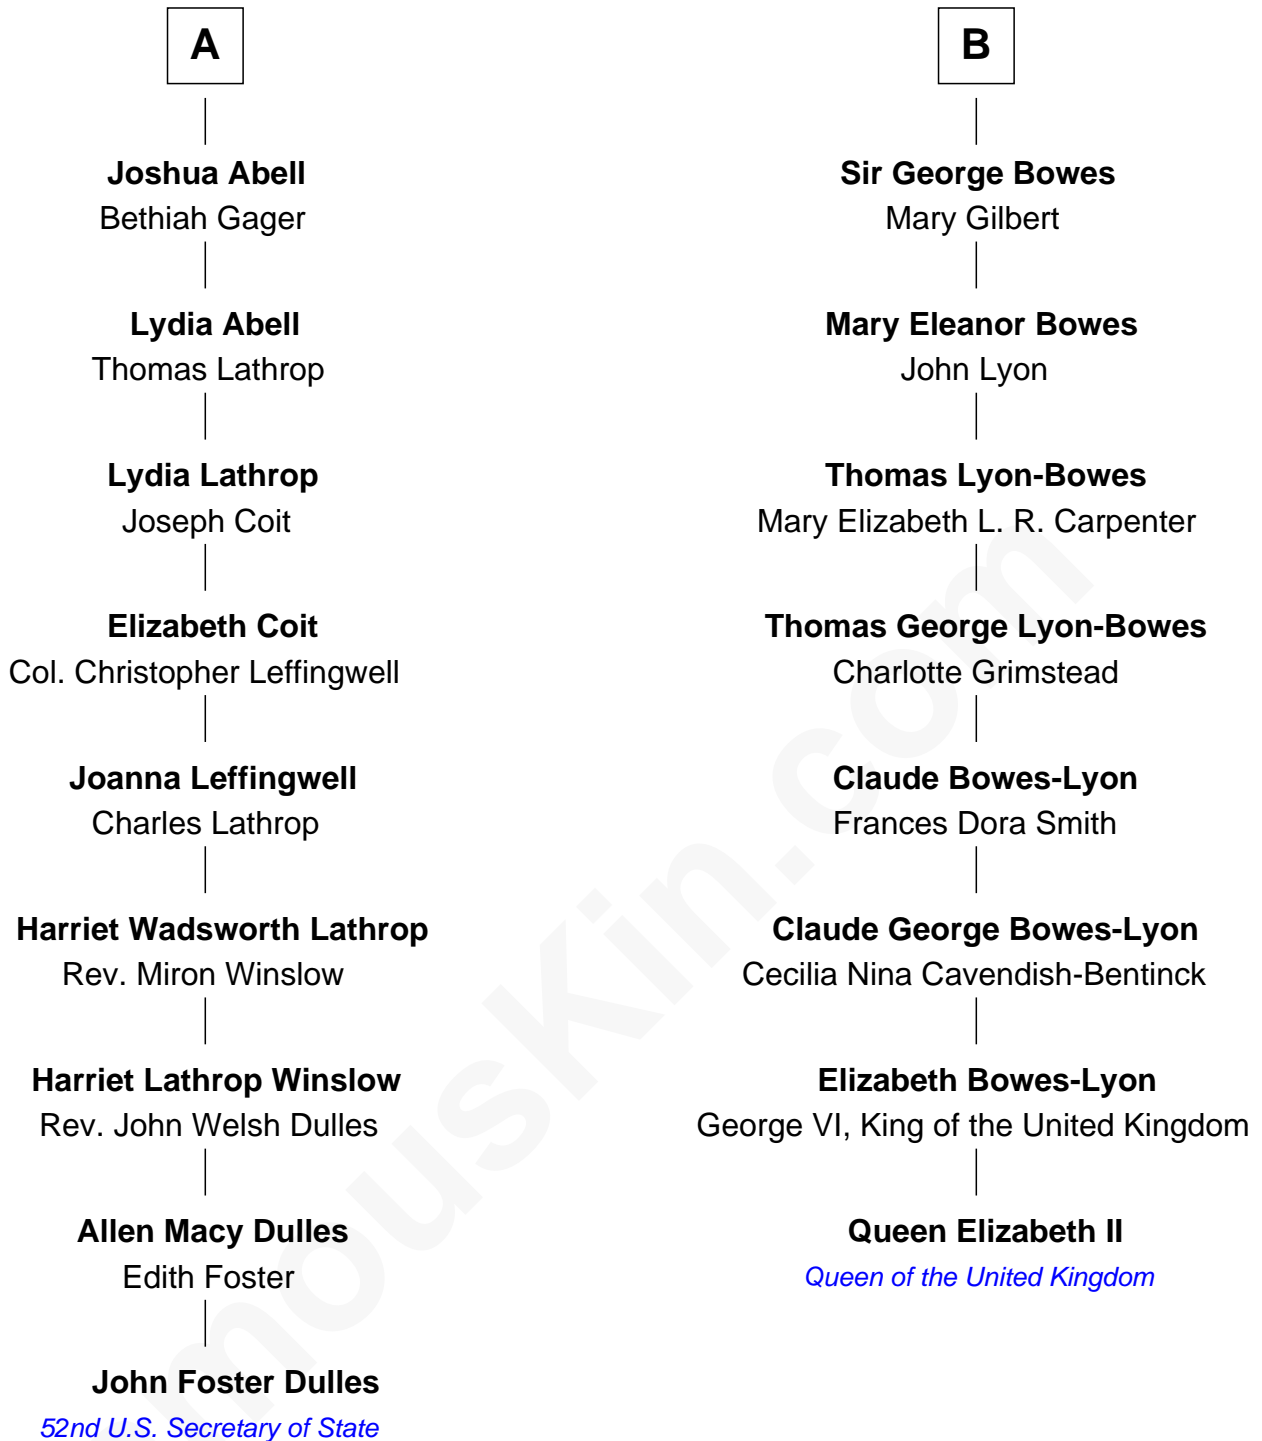 A
Joshua Abell
Bethiah Gager
Lydia Abell
Thomas Lathrop
Lydia Lathrop
Joseph Coit
Elizabeth Coit
Col. Christopher Leffingwell
Joanna Leffingwell
Charles Lathrop
Harriet Wadsworth Lathrop
Rev. Miron Winslow
Harriet Lathrop Winslow
Rev. John Welsh Dulles
Allen Macy Dulles
Edith Foster
John Foster Dulles
52nd U.S. Secretary of State
B
Sir George Bowes
Mary Gilbert
Mary Eleanor Bowes
John Lyon
Thomas Lyon-Bowes
Mary Elizabeth L. R. Carpenter
Thomas George Lyon-Bowes
Charlotte Grimstead
Claude Bowes-Lyon
Frances Dora Smith
Claude George Bowes-Lyon
Cecilia Nina Cavendish-Bentinck
Elizabeth Bowes-Lyon
George VI, King of the United Kingdom
Queen Elizabeth II
Queen of the United Kingdom
mousKin.com